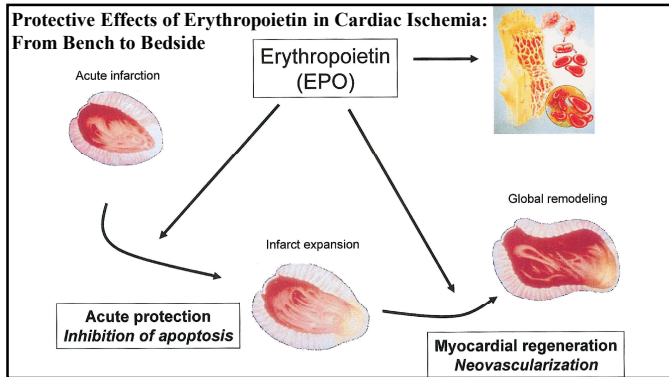 Protective Effects of Erythropoietin in Cardiac Ischemia:
From Bench to Bedside
Erythropoietin
(EPO)
Acute infarction
Global remodeling
Infarct expansion
Acute protection
Inhibition of apoptosis
Myocardial regeneration
Neovascularization